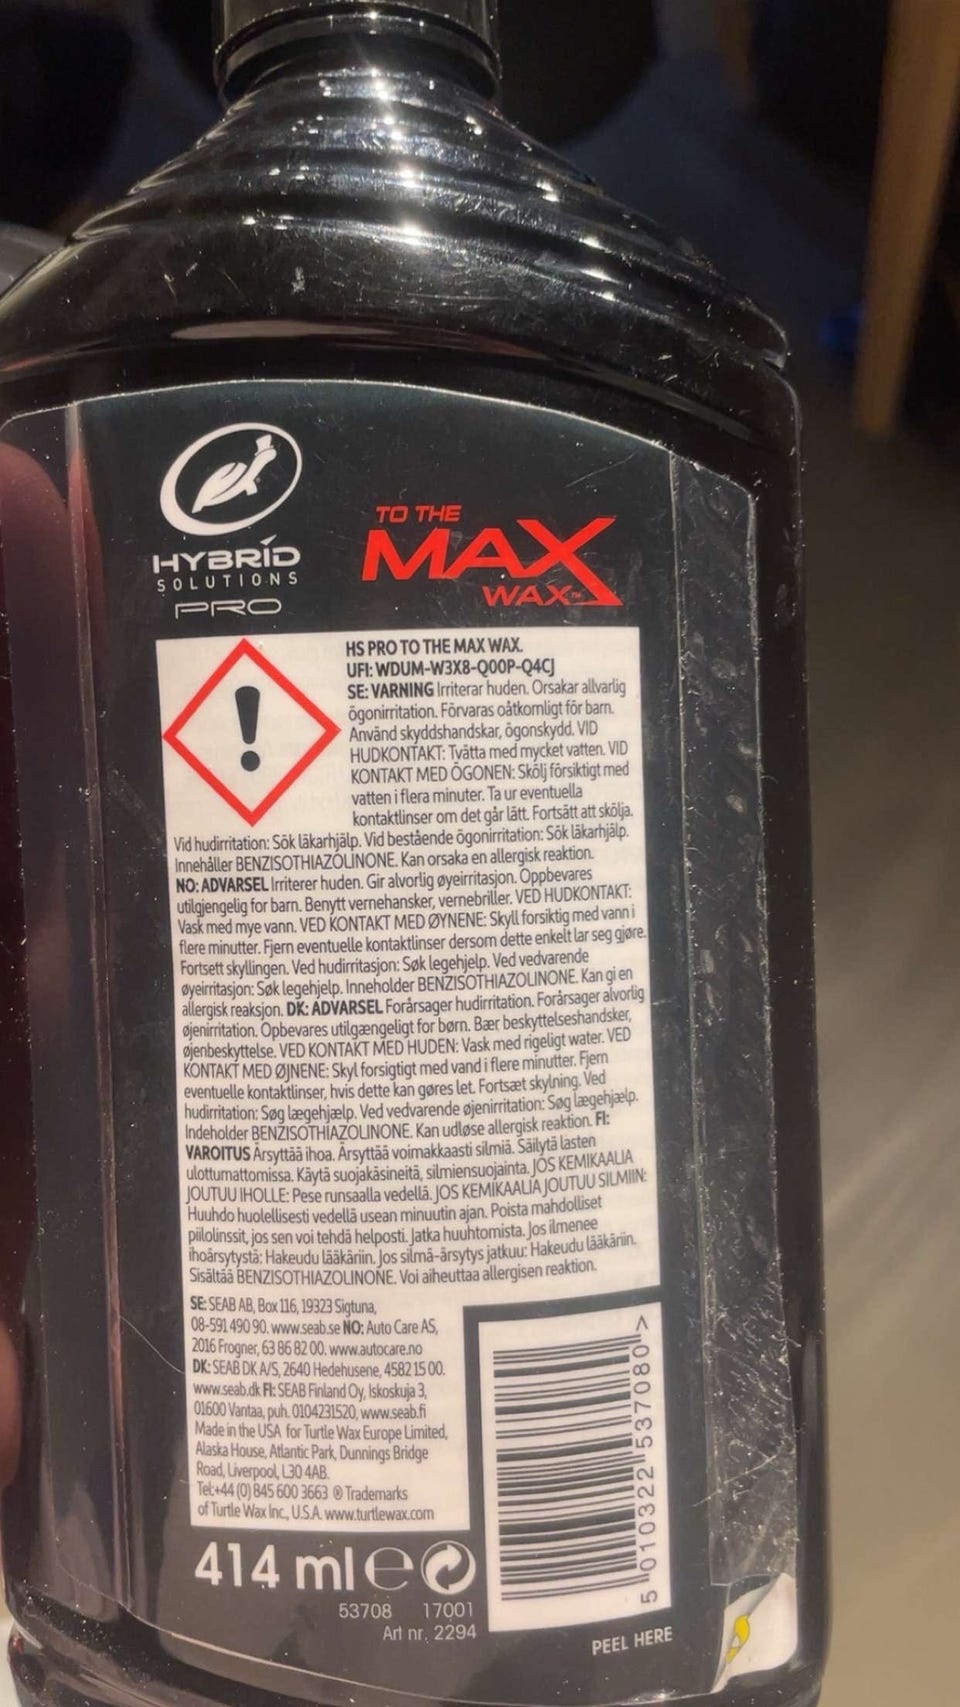 HYBRID
SOLUTIONS
PRO
TO THE
MAX
WAX™
HS PRO TO THE MAX WAX.
UFI: WDUM-W3X8-Q00P-Q4CJ
SE: VARNING Irriterar huden. Orsakar allvarlig
ögonirritation. Förvaras oåtkomligt för barn.
Använd skyddshandskar, ögonskydd. VID
HUDKONTAKT: Tvätta med mycket vatten. VID
KONTAKT MED ÖGONEN: Skölj försiktigt med
vatten i flera minuter. Ta ur eventuella
kontaktlinser om det går lätt. Fortsätt att skölja.
Vid hudirritation: Sök läkarhjälp. Vid bestående ögonirritation: Sök läkarhjälp.
Innehåller BENZISOTHIAZOLINONE. Kan orsaka en allergisk reaktion.
NO: ADVARSEL Irriterer huden. Gir alvorlig øyeirritasjon. Oppbevares
utilgjengelig for barn. Benytt vernehansker, vernebriller. VED HUDKONTAKT:
Vask med mye vann. VED KONTAKT MED ØYNENE: Skyll forsiktig med vann i
flere minutter. Fjern eventuelle kontaktlinser dersom dette enkelt lar seg gjøre.
Fortsett skyllingen. Ved hudirritasjon: Søk legehjelp. Ved vedvarende
øyeirritasjon: Søk legehjelp. Inneholder BENZISOTHIAZOLINONE. Kan gi en
allergisk reaksjon. DK: ADVARSEL Forårsager hudirritation. Forårsager alvorlig
øjenirritation. Opbevares utilgængeligt for børn. Bær beskyttelseshandsker,
øjenbeskyttelse. VED KONTAKT MED HUDEN: Vask med rigeligt water. VED
KONTAKT MED ØJNENE: Skyl forsigtigt med vand i flere minutter. Fjern
eventuelle kontaktlinser, hvis dette kan gøres let. Fortsæt skylning. Ved
hudirritation: Søg lægehjælp. Ved vedvarende øjenirritation: Søg lægehjælp.
Indeholder BENZISOTHIAZOLINONE. Kan udløse allergisk reaktion. FI:
VAROITUS Ärsyttää ihoa. Ärsyttää voimakkaasti silmiä. Säilytä lasten
ulottumattomissa. Käytä suojakäsineitä, silmiensuojainta. JOS KEMIKAALIA
JOUTUU IHOLLE: Pese runsaalla vedellä. JOS KEMIKAALIA JOUTUU SILMIIN:
Huuhdo huolellisesti vedellä usean minuutin ajan. Poista mahdolliset
piilolinssit, jos sen voi tehdä helposti. Jatka huuhtomista. Jos ilmenee
ihoärsytystä: Hakeudu lääkäriin. Jos silmä-ärsytys jatkuu: Hakeudu lääkäriin.
Sisältää BENZISOTHIAZOLINONE. Voi aiheuttaa allergisen reaktion.
SE: SEAB AB, Box 116, 19323 Sigtuna,
08-591 490 90. www.seab.se NO: Auto Care AS,
2016 Frogner, 63 86 82 00. www.autocare.no
DK: SEAB DK A/S, 2640 Hedehusene, 4582 15 00.
www.seab.dk FI: SEAB Finland Oy, Iskoskuja 3,
01600 Vantaa, puh. 0104231520, www.seab.fi
Made in the USA for Turtle Wax Europe Limited,
Alaska House, Atlantic Park, Dunnings Bridge
Road, Liverpool, L30 4AB.
Tel:+44 (0) 845 600 3663 ® Trademarks
of Turtle Wax Inc., U.S.A. www.turtlewax.com
5 010322 537080 >
414 ml e
53708 17001
Art nr. 2294
PEEL HERE